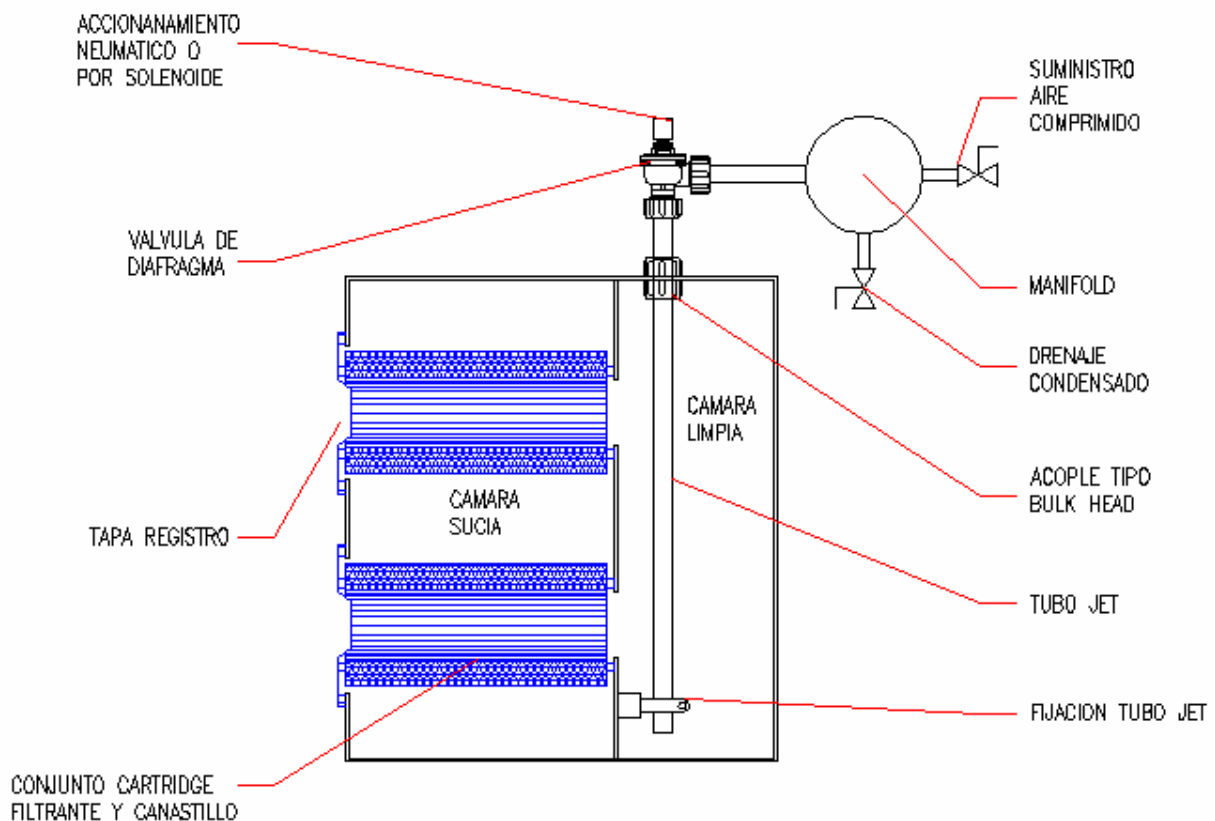 ACCIONANAMIENTO
NEUMATICO O
POR SOLENOIDE
SUMINISTRO
AIRE
COMPRIMIDO
VALVULA DE
DIAFRAGMA
MANIFOLD
DRENAJE
CONDENSADO
CAMARA
LIMPIA
CAMARA
SUCIA
ACOPLE TIPO
BULK HEAD
TAPA REGISTRO
TUBO JET
FIJACION TUBO JET
CONJUNTO CARTRIDGE
FILTRANTE Y CANASTILLO